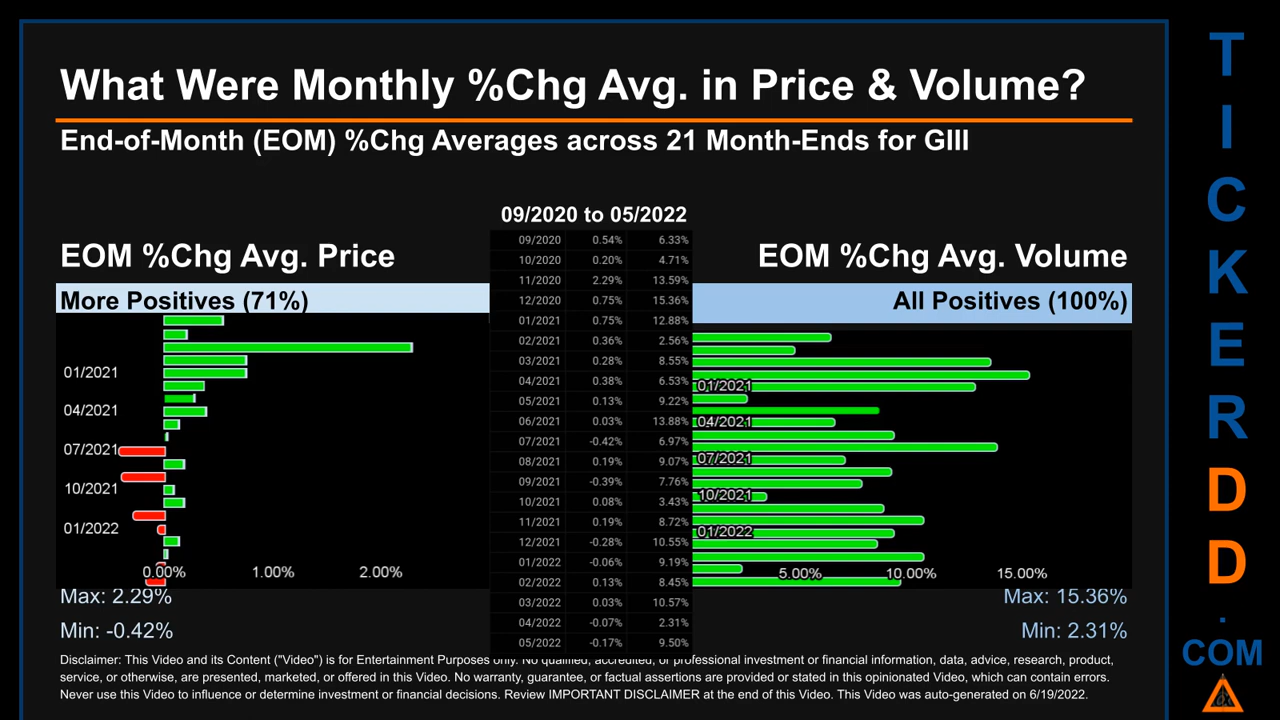 What Were Monthly %Chg Avg. in Price & Volume?
End-of-Month (EOM) %Chg Averages across 21 Month-Ends for GIII
09/2020 to 05/2022
EOM %Chg Avg. Price
EOM %Chg Avg. Volume
More Positives (71%)
All Positives (100%)
09/2020 0.54% 6.33%
10/2020 0.20% 4.71%
11/2020 2.29% 13.59%
12/2020 0.75% 15.36%
01/2021 0.75% 12.88%
02/2021 0.36% 2.56%
03/2021 0.28% 8.55%
04/2021 0.38% 6.53%
05/2021 0.13% 9.22%
06/2021 0.03% 13.88%
07/2021 -0.42% 6.97%
08/2021 0.19% 9.07%
09/2021 -0.39% 7.76%
10/2021 0.08% 3.43%
11/2021 0.19% 8.72%
12/2021 -0.28% 10.55%
01/2022 -0.06% 9.19%
02/2022 0.13% 8.45%
03/2022 0.03% 10.57%
04/2022 -0.07% 2.31%
05/2022 -0.17% 9.50%
01/2021
04/2021
07/2021
10/2021
01/2022
0.00% 1.00% 2.00%
01/2021
04/2021
07/2021
10/2021
01/2022
5.00% 10.00% 15.00%
Max: 2.29%
Min: -0.42%
Max: 15.36%
Min: 2.31%
Disclaimer: This Video and its Content ("Video") is for Entertainment Purposes only. No qualified, accredited, or professional investment or financial information, data, advice, research, product,
service, or otherwise, are presented, marketed, or offered in this Video. No warranty, guarantee, or factual assertions are provided or stated in this opinionated Video, which can contain errors.
Never use this Video to influence or determine investment or financial decisions. Review IMPORTANT DISCLAIMER at the end of this Video. This Video was auto-generated on 6/19/2022.
T
I
C
K
E
R
D
D
.
COM